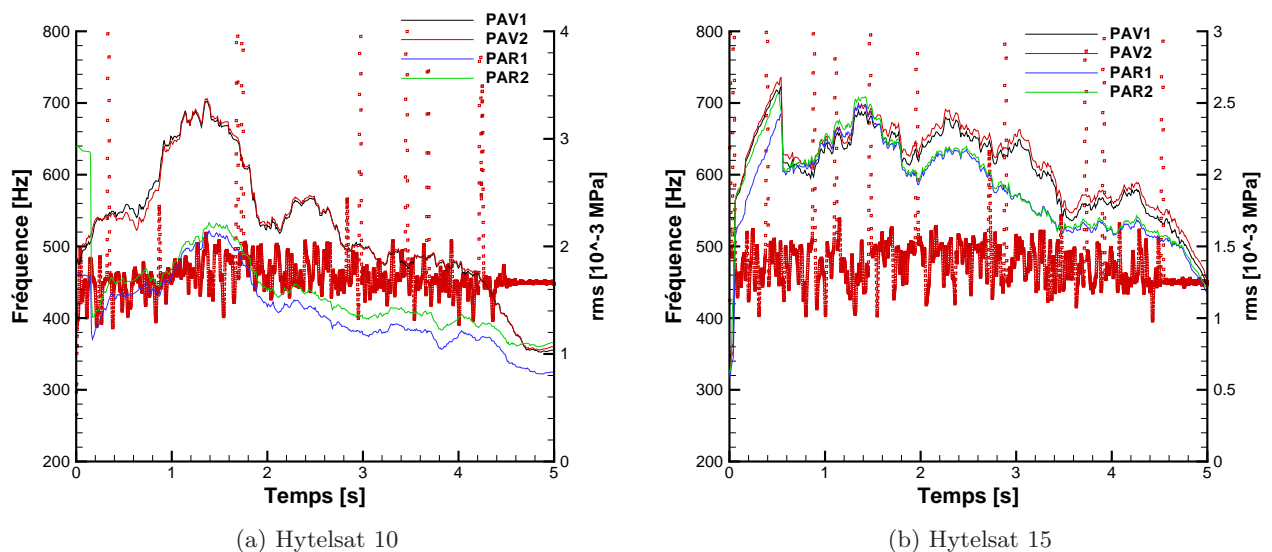 PAV1
PAV2
PAR1
PAR2
800
700
600
500
400
300
200
Fréquence [Hz]
4
3
2
1
0
rms [10^-3 MPa]
0
1
2
3
4
5
Temps [s]
(a) Hytelsat 10
PAV1
PAV2
PAR1
PAR2
800
700
600
500
400
300
200
Fréquence [Hz]
3
2.5
2
1.5
1
0.5
0
rms [10^-3 MPa]
0
1
2
3
4
5
Temps [s]
(b) Hytelsat 15